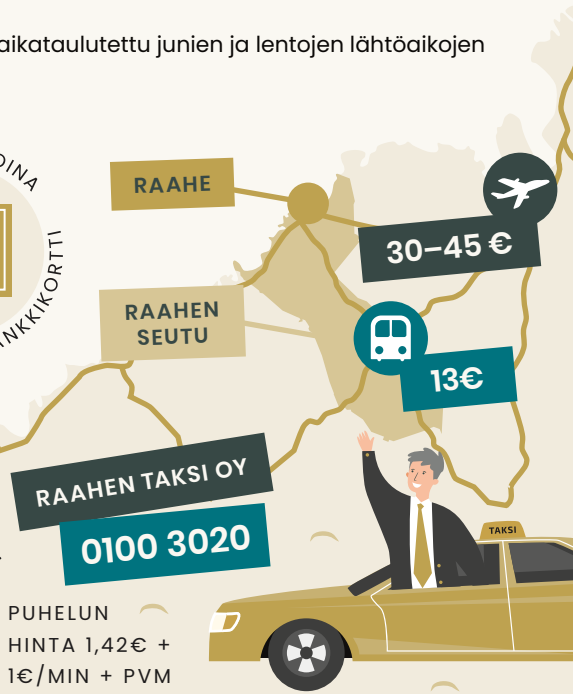 aikataulutettu junien ja lentojen lähtöaikojen
RAAHE
30–45 €
RAAHEN
SEUTU
13€
RAAHEN TAKSI OY
0100 3020
PUHELUN
HINTA 1,42€ +
1€/MIN + PVM
TAKSI